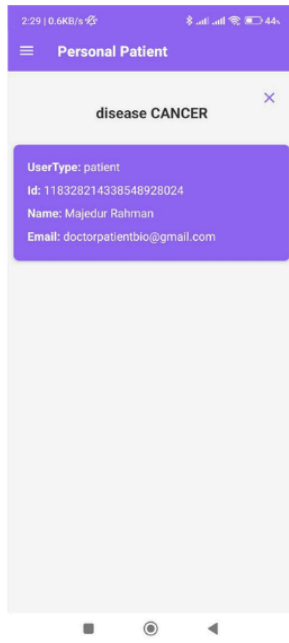 2:29 | 0.6KB/s
44%
Personal Patient
disease CANCER
UserType: patient
Id: 118328214338548928024
Name: Majedur Rahman
Email: doctorpatientbio@gmail.com